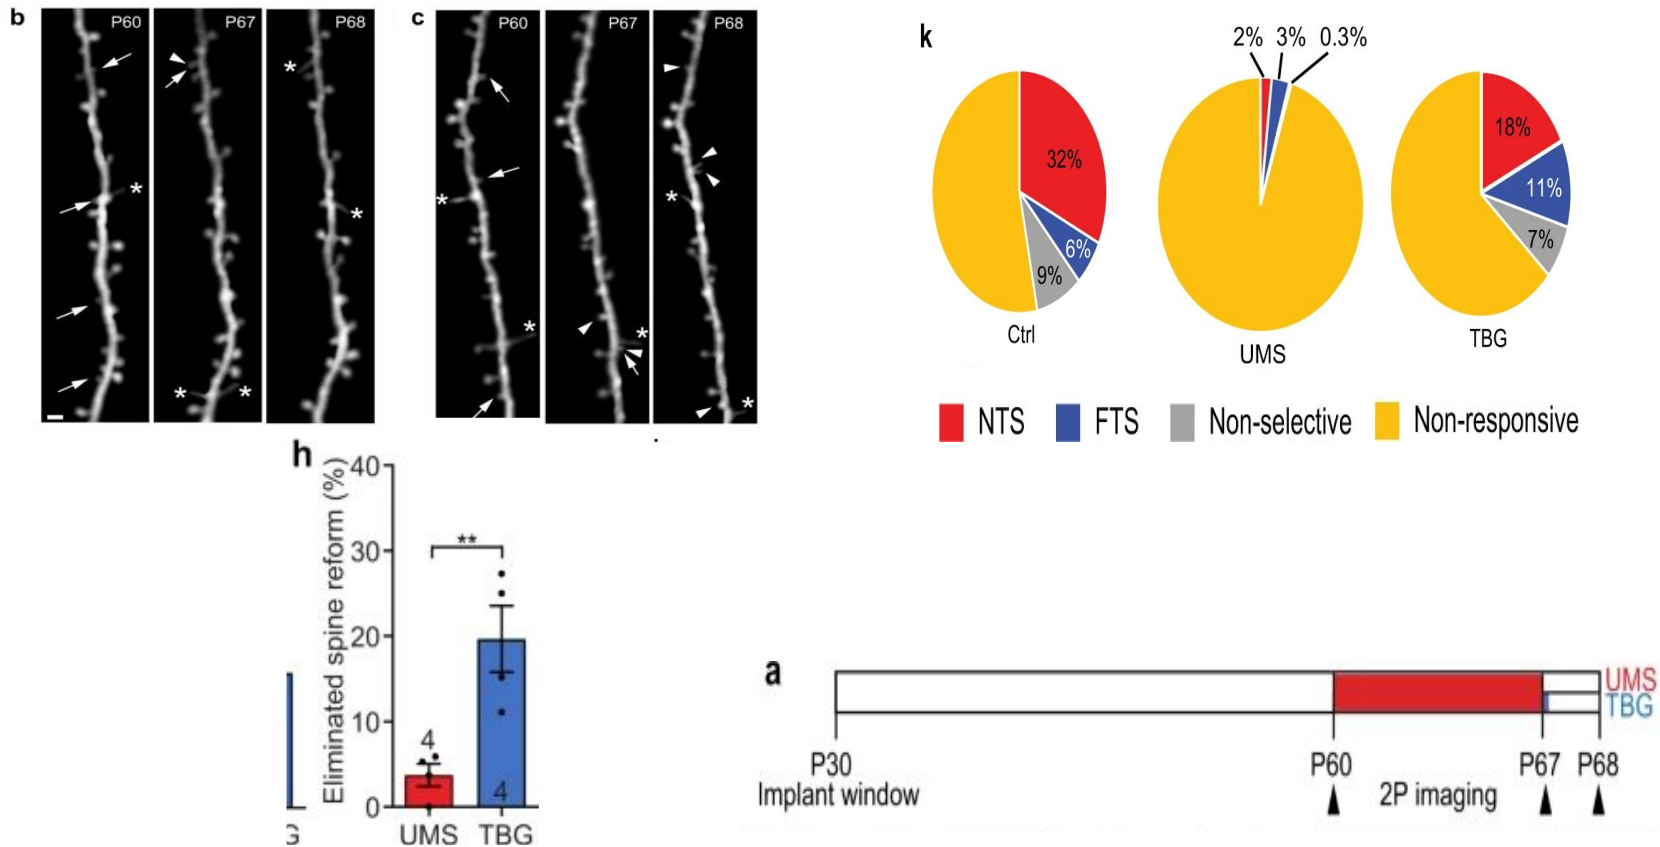 b
P60
P67
P68
*
*
*
*
*
c
P60
P67
P68
*
*
*
*
*
k
2% 3% 0.3%
32%
6%
9%
Ctrl
UMS
18%
11%
7%
TBG
NTS
FTS
Non-selective
Non-responsive
h
Eliminated spine reform (%)
40
30
20
10
0
**
4
4
UMS
TBG
G
a
UMS
TBG
P30
P60
P67
P68
Implant window
2P imaging